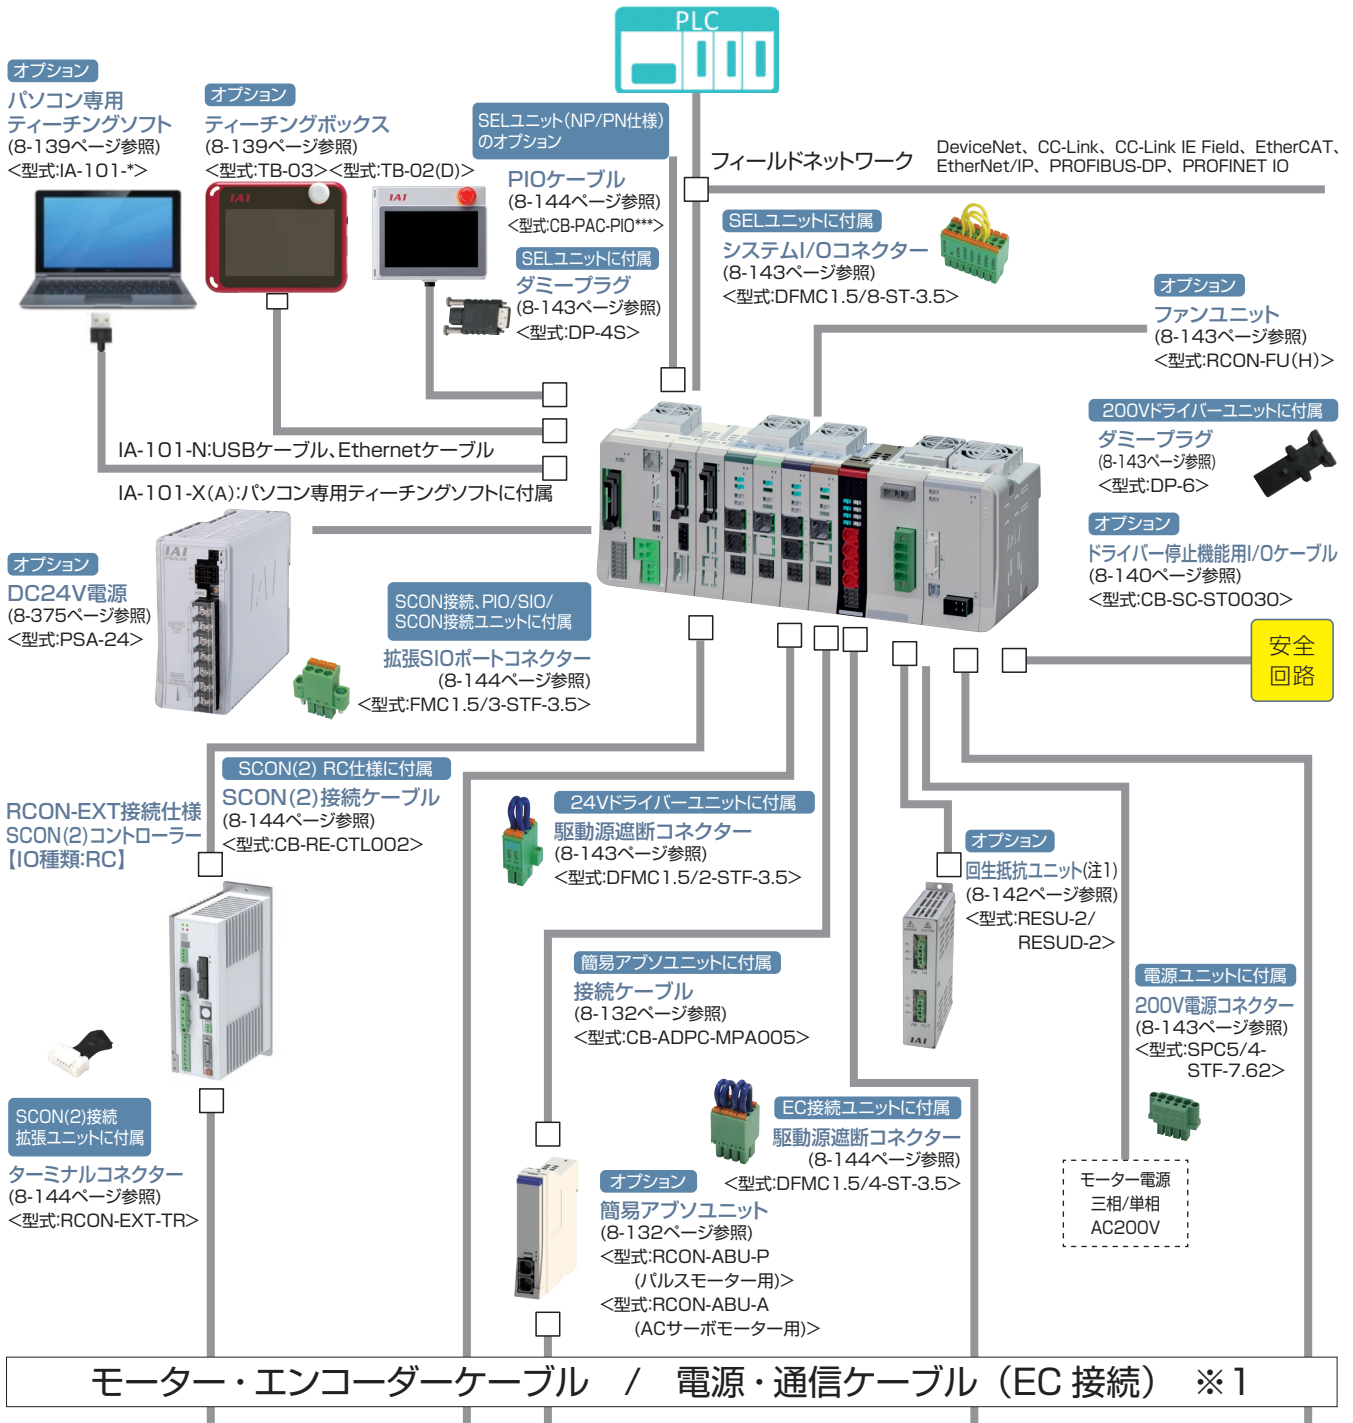 PLC
オプション
パソコン専用
ティーチングソフト
(8-139ページ参照)
<型式:IA-101-*>
オプション
ティーチングボックス
(8-139ページ参照)
<型式:TB-03><型式:TB-02(D)>
IAI
IAI
SELユニット(NP/PN仕様)
のオプション
PIOケーブル
(8-144ページ参照)
<型式:CB-PAC-PIO***>
SELユニットに付属
ダミープラグ
(8-143ページ参照)
<型式:DP-4S>
フィールドネットワーク
DeviceNet、CC-Link、CC-Link IE Field、EtherCAT、
EtherNet/IP、PROFIBUS-DP、PROFINET IO
SELユニットに付属
システムI/Oコネクター
(8-143ページ参照)
<型式:DFMC1.5/8-ST-3.5>
オプション
ファンユニット
(8-143ページ参照)
<型式:RCON-FU(H)>
200Vドライバーユニットに付属
ダミープラグ
(8-143ページ参照)
<型式:DP-6>
オプション
ドライバー停止機能用I/Oケーブル
(8-140ページ参照)
<型式:CB-SC-STO030>
安全
回路
IA-101-N:USBケーブル、Ethernetケーブル
IA-101-X(A):パソコン専用ティーチングソフトに付属
オプション
DC24V電源
(8-375ページ参照)
<型式:PSA-24>
IAI
SCON接続、PIO/SIO/
SCON接続ユニットに付属
拡張SIOポートコネクター
(8-144ページ参照)
<型式:FMC1.5/3-STF-3.5>
RCON-EXT接続仕様
SCON(2)コントローラー
【IO種類:RC】
SCON(2) RC仕様に付属
SCON(2)接続ケーブル
(8-144ページ参照)
<型式:CB-RE-CTL002>
24Vドライバーユニットに付属
駆動源遮断コネクター
(8-143ページ参照)
<型式:DFMC1.5/2-STF-3.5>
オプション
回生抵抗ユニット(注1)
(8-142ページ参照)
<型式:RESU-2/
RESUD-2>
IAI
簡易アブソユニットに付属
接続ケーブル
(8-132ページ参照)
<型式:CB-ADPC-MPA005>
電源ユニットに付属
200V電源コネクター
(8-143ページ参照)
<型式:SPC5/4-
STF-7.62>
SCON(2)接続
拡張ユニットに付属
ターミナルコネクター
(8-144ページ参照)
<型式:RCON-EXT-TR>
EC接続ユニットに付属
駆動源遮断コネクター
(8-144ページ参照)
<型式:DFMC1.5/4-ST-3.5>
オプション
簡易アブソユニット
(8-132ページ参照)
<型式:RCON-ABU-P
(パルスモーター用)>
<型式:RCON-ABU-A
(ACサーボモーター用)>
モーター電源
三相/単相
AC200V
モーター・エンコーダーケーブル / 電源・通信ケーブル(EC 接続) ※1